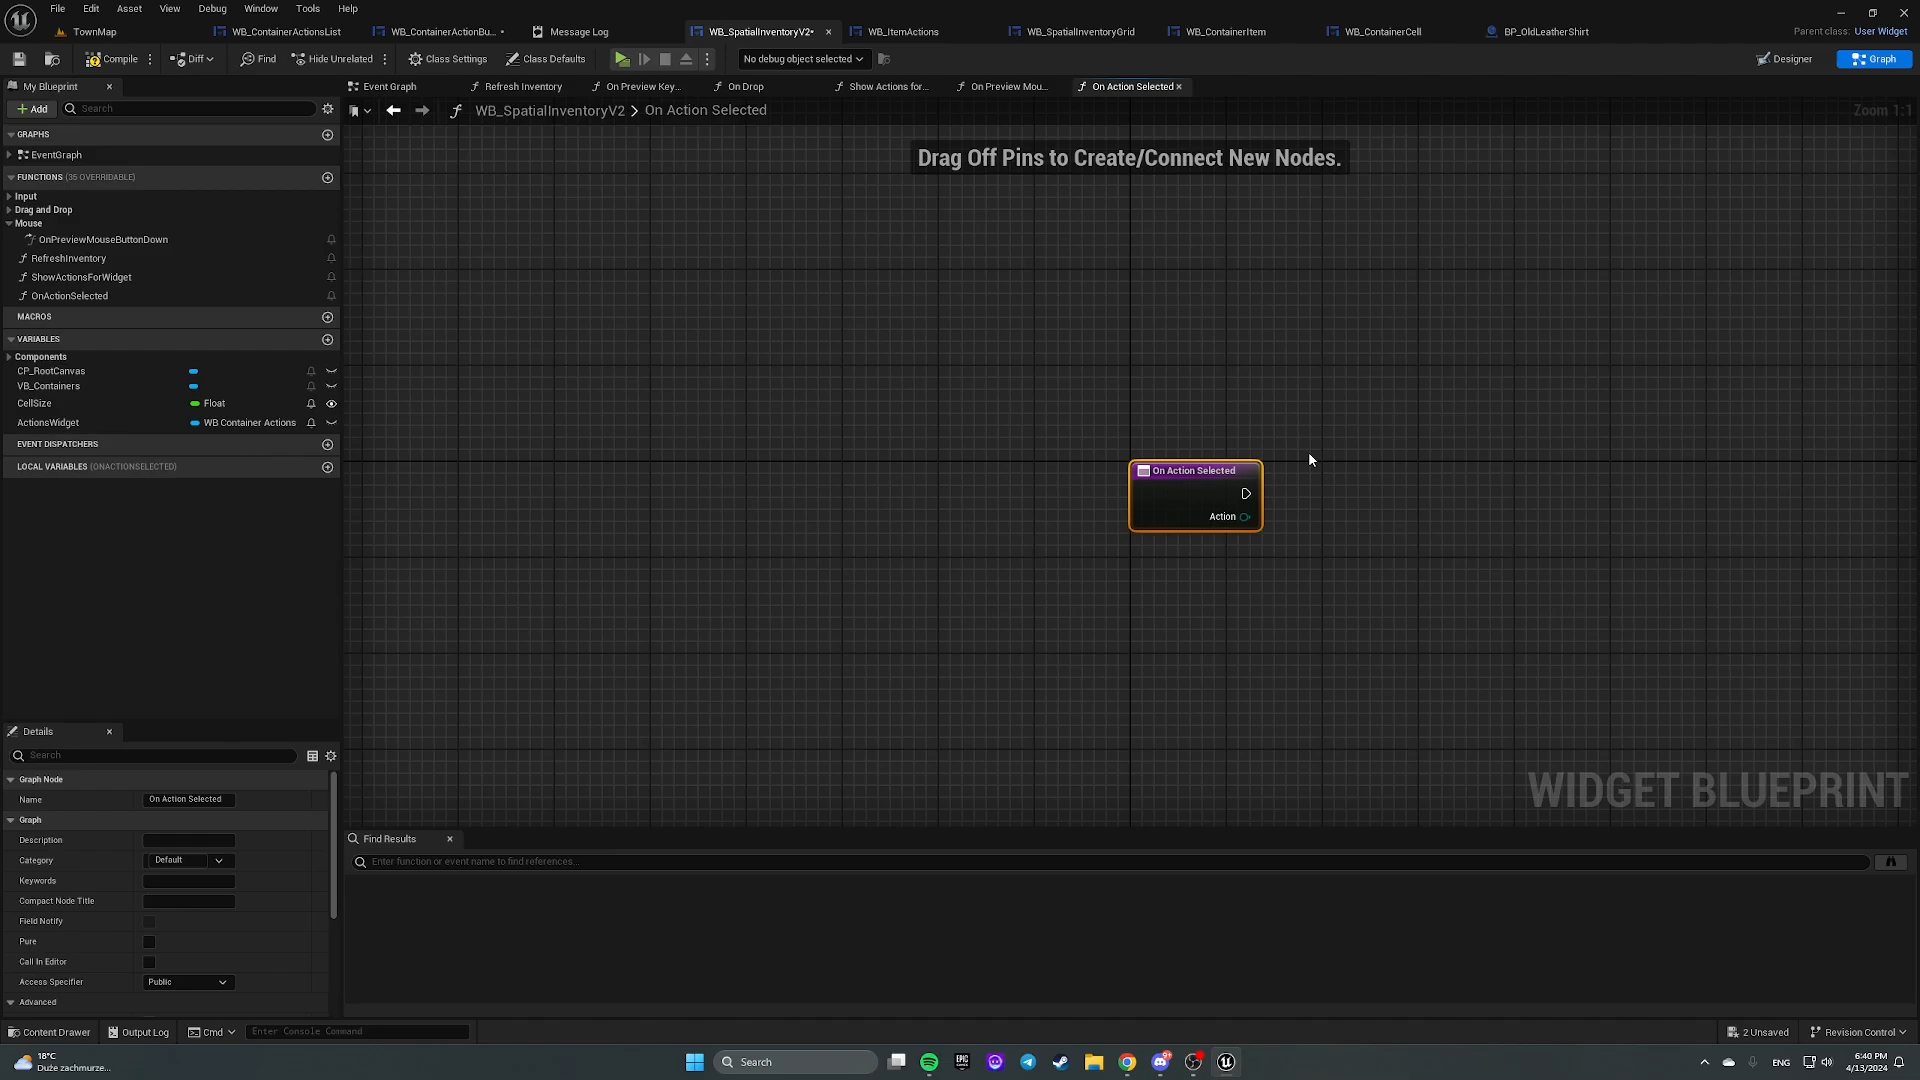 File Edit Asset View Debug Window Tools Help
TownMap WB_ContainerActionsList WB_ContainerActionBu... • Message Log WB_SpatialInventoryV2• WB_ItemActions WB_SpatialInventoryGrid WB_ContainerItem WB_ContainerCell BP_OldLeatherShirt Parent class: User Widget
Compile Diff Find Hide Unrelated Class Settings Class Defaults No debug object selected Designer Graph
My Blueprint Event Graph Refresh Inventory On Preview Key... On Drop Show Actions for... On Preview Mou... On Action Selected
Add Search WB_SpatialInventoryV2 > On Action Selected Zoom 1:1
GRAPHS
EventGraph
Drag Off Pins to Create/Connect New Nodes.
FUNCTIONS (35 OVERRIDABLE)
Input
Drag and Drop
Mouse
OnPreviewMouseButtonDown
RefreshInventory
ShowActionsForWidget
OnActionSelected
MACROS
VARIABLES
Components
CP_RootCanvas
VB_Containers
CellSize Float
ActionsWidget WB Container Actions
EVENT DISPATCHERS
LOCAL VARIABLES (ONACTIONSELECTED)
On Action Selected
Action
Details
Search
Graph Node
Name On Action Selected
Graph
Description
Category Default
Keywords
Compact Node Title
Field Notify
Pure
Call In Editor
Access Specifier Public
Advanced
WIDGET BLUEPRINT
Find Results
Enter function or event name to find references...
Content Drawer Output Log Cmd Enter Console Command 2 Unsaved Revision Control
18°C
Duże zachmurze...
Search
EPIC
GAMES
9+
ENG
6:40 PM
4/13/2024